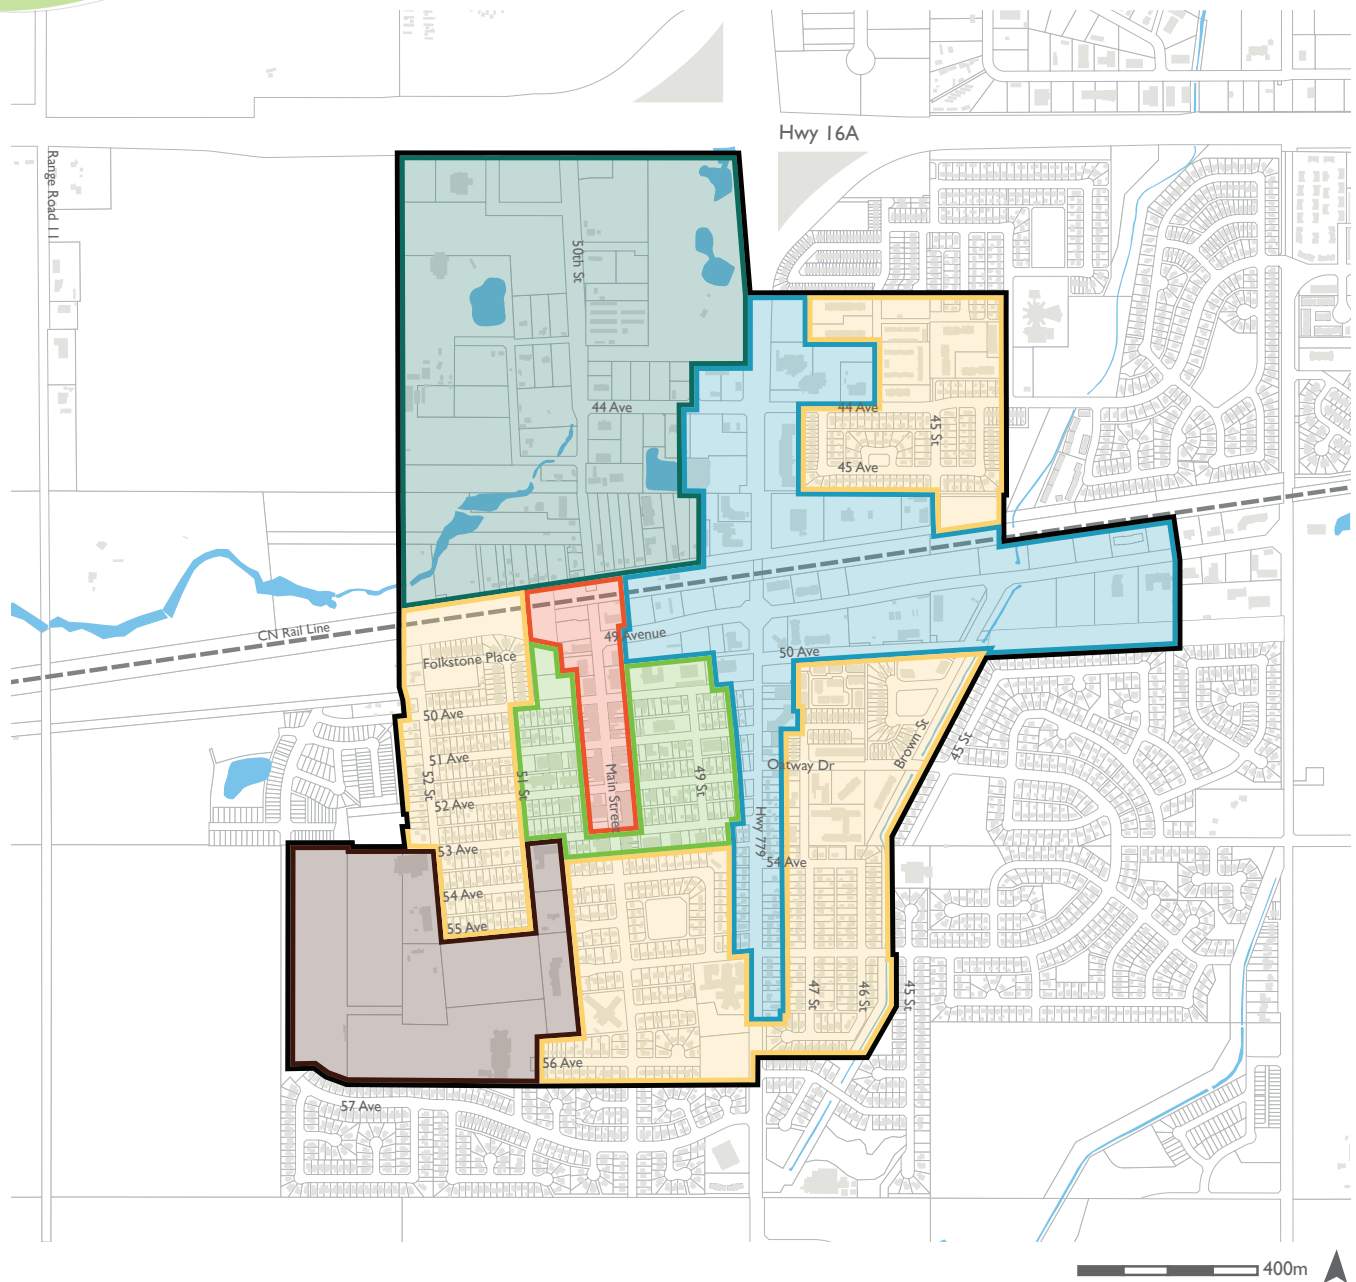 Hwy 16A
Range Road 11
50th St
44 Ave
44 Ave
45 St
45 Ave
CN Rail Line
49 Avenue
Folkstone Place
50 Ave
50 Ave
51 Ave
52 St
51 St
52 Ave
53 Ave
54 Ave
55 Ave
Main Street
49 St
Hwy 779
Oatway Dr
Brown St
45 St
54 Ave
47 St
46 St
45 St
56 Ave
57 Ave
400m